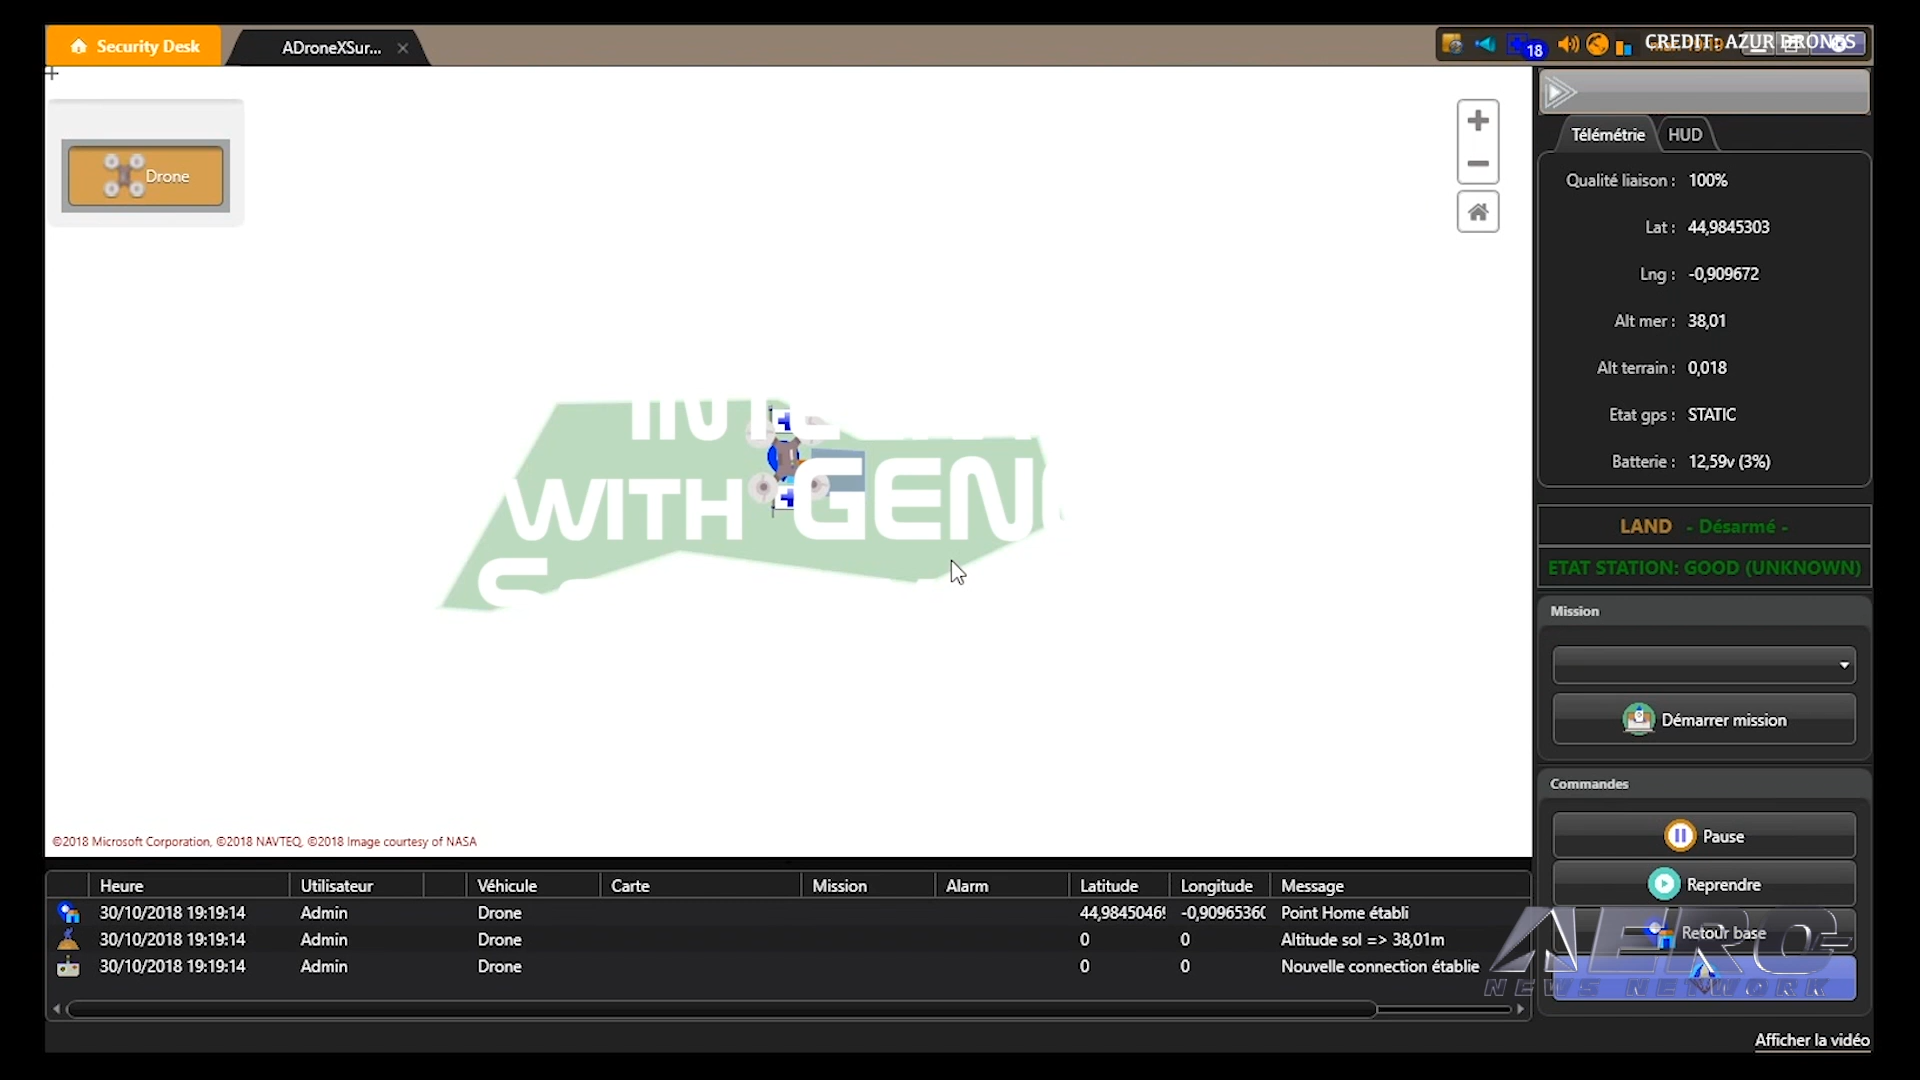 Security Desk
ADroneXSur...
18
CREDIT: AZUR DRONES
Drone
Télémétrie
HUD
Qualité liaison : 100%
Lat : 44,9845303
Lng : -0,909672
Alt mer : 38,01
Alt terrain : 0,018
Etat gps : STATIC
Batterie : 12,59v (3%)
WITH GEN
LAND - Désarmé -
ETAT STATION: GOOD (UNKNOWN)
Mission
Démarrer mission
Commandes
Pause
Reprendre
Retour base
©2018 Microsoft Corporation, ©2018 NAVTEQ, ©2018 Image courtesy of NASA
Heure Utilisateur Véhicule Carte Mission Alarm Latitude Longitude Message
30/10/2018 19:19:14 Admin Drone Point Home établi
30/10/2018 19:19:14 Admin Drone 0 0 Altitude sol => 38,01m
30/10/2018 19:19:14 Admin Drone 0 0 Nouvelle connection établie
AERO
NEWS NETWORK
Afficher la vidéo